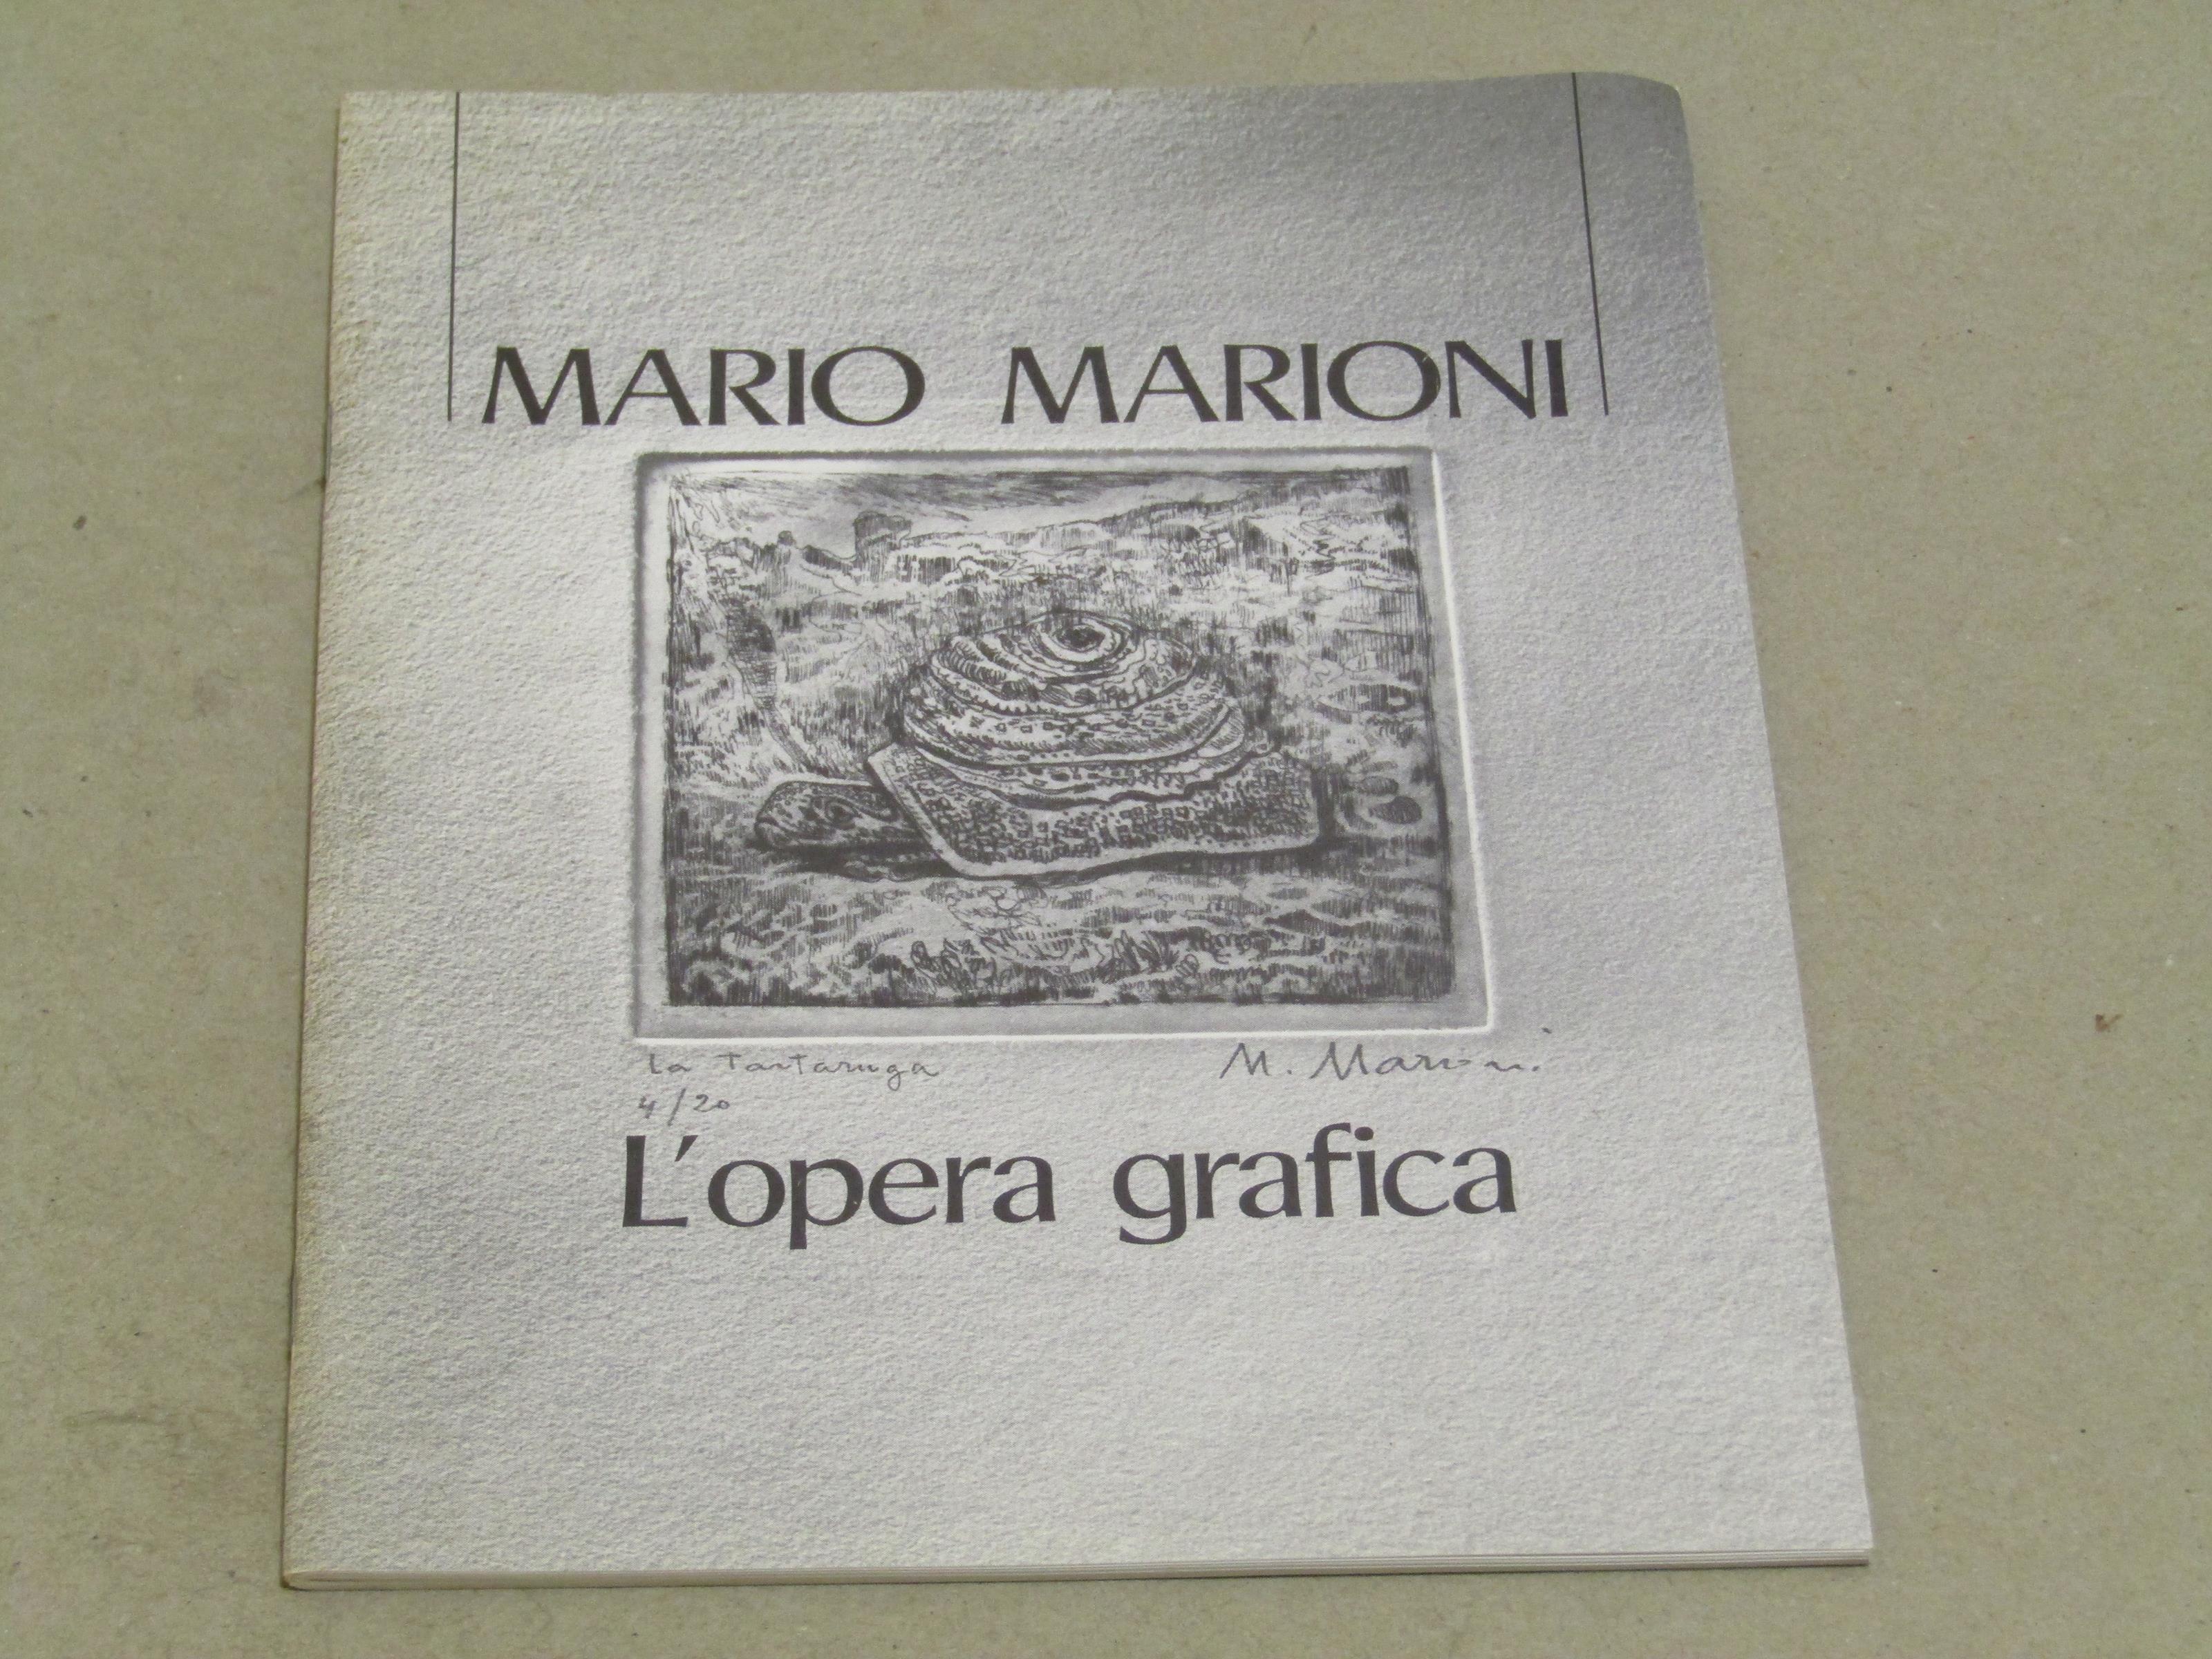 MARIO MARIONI
La Tartaruga M. Marioni
4/20
L'opera grafica